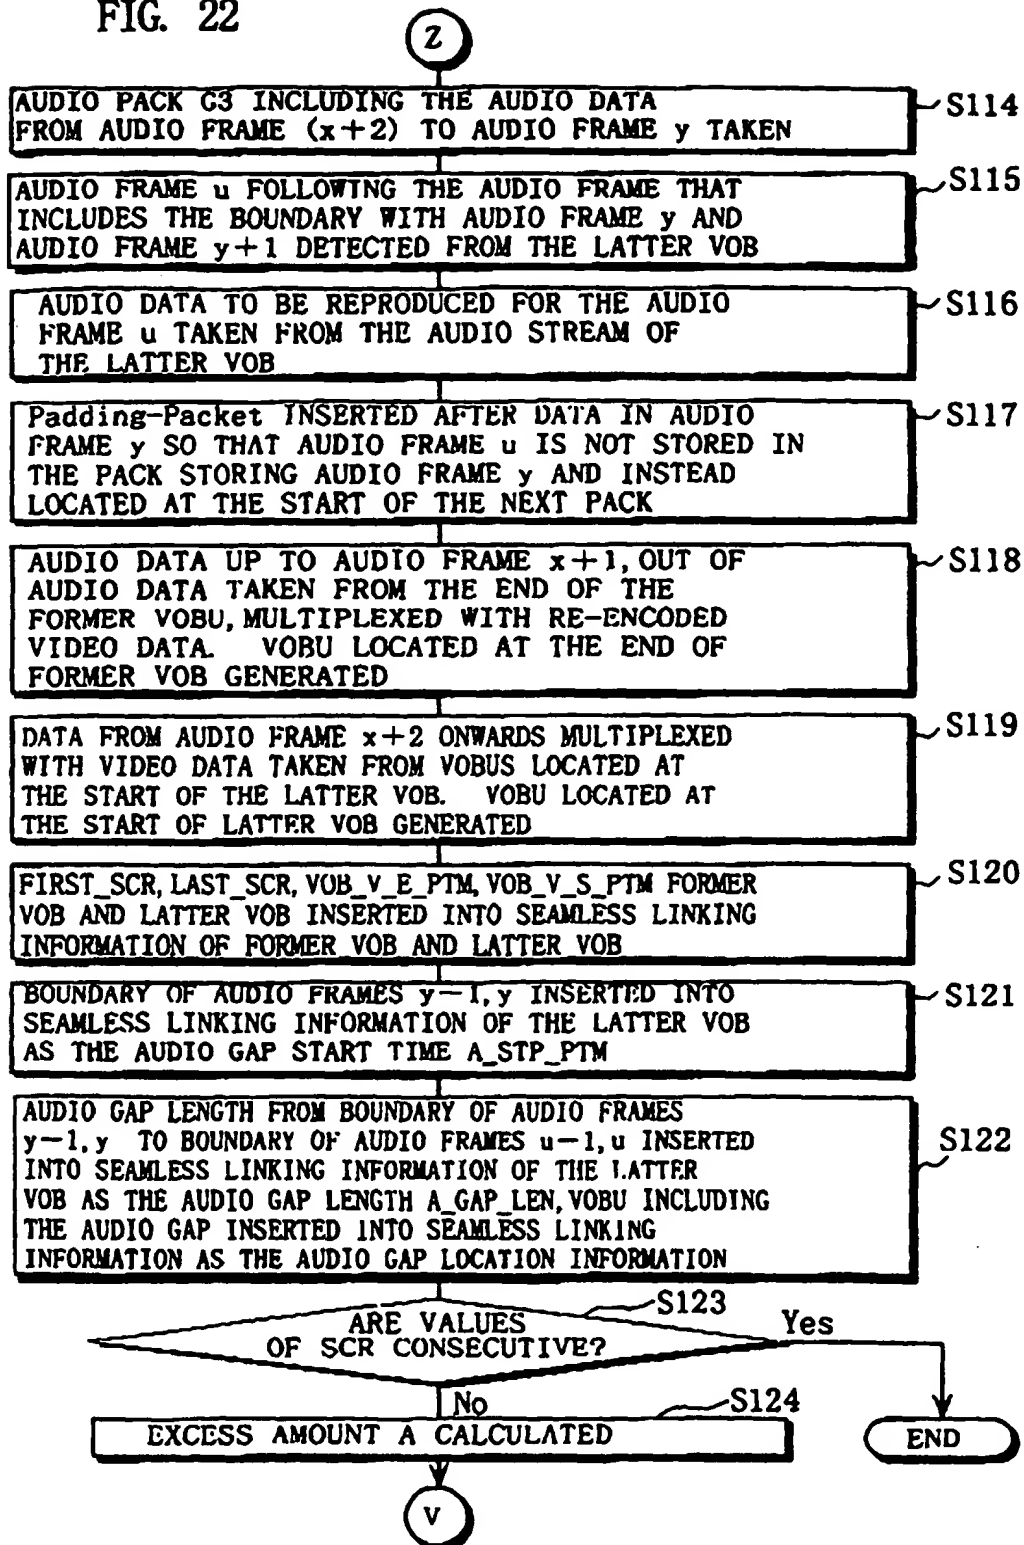 FIG. 22
Z
AUDIO PACK G3 INCLUDING THE AUDIO DATA
FROM AUDIO FRAME (x+2) TO AUDIO FRAME y TAKEN
S114
AUDIO FRAME u FOLLOWING THE AUDIO FRAME THAT
INCLUDES THE BOUNDARY WITH AUDIO FRAME y AND
AUDIO FRAME y+1 DETECTED FROM THE LATTER VOB
S115
AUDIO DATA TO BE REPRODUCED FOR THE AUDIO
FRAME u TAKEN FROM THE AUDIO STREAM OF
THE LATTER VOB
S116
Padding-Packet INSERTED AFTER DATA IN AUDIO
FRAME y SO THAT AUDIO FRAME u IS NOT STORED IN
THE PACK STORING AUDIO FRAME y AND INSTEAD
LOCATED AT THE START OF THE NEXT PACK
S117
AUDIO DATA UP TO AUDIO FRAME x+1, OUT OF
AUDIO DATA TAKEN FROM THE END OF THE
FORMER VOBU, MULTIPLEXED WITH RE-ENCODED
VIDEO DATA. VOBU LOCATED AT THE END OF
FORMER VOB GENERATED
S118
DATA FROM AUDIO FRAME x+2 ONWARDS MULTIPLEXED
WITH VIDEO DATA TAKEN FROM VOBUS LOCATED AT
THE START OF THE LATTER VOB. VOBU LOCATED AT
THE START OF LATTER VOB GENERATED
S119
FIRST_SCR, LAST_SCR, VOB_V_E_PTM, VOB_V_S_PTM FORMER
VOB AND LATTER VOB INSERTED INTO SEAMLESS LINKING
INFORMATION OF FORMER VOB AND LATTER VOB
S120
BOUNDARY OF AUDIO FRAMES y-1, y INSERTED INTO
SEAMLESS LINKING INFORMATION OF THE LATTER VOB
AS THE AUDIO GAP START TIME A_STP_PTM
S121
AUDIO GAP LENGTH FROM BOUNDARY OF AUDIO FRAMES
y-1, y TO BOUNDARY OF AUDIO FRAMES u-1, u INSERTED
INTO SEAMLESS LINKING INFORMATION OF THE LATTER
VOB AS THE AUDIO GAP LENGTH A_GAP_LEN, VOBU INCLUDING
THE AUDIO GAP INSERTED INTO SEAMLESS LINKING
INFORMATION AS THE AUDIO GAP LOCATION INFORMATION
S122
ARE VALUES
OF SCR CONSECUTIVE?
S123
Yes
No
EXCESS AMOUNT A CALCULATED
S124
END
V